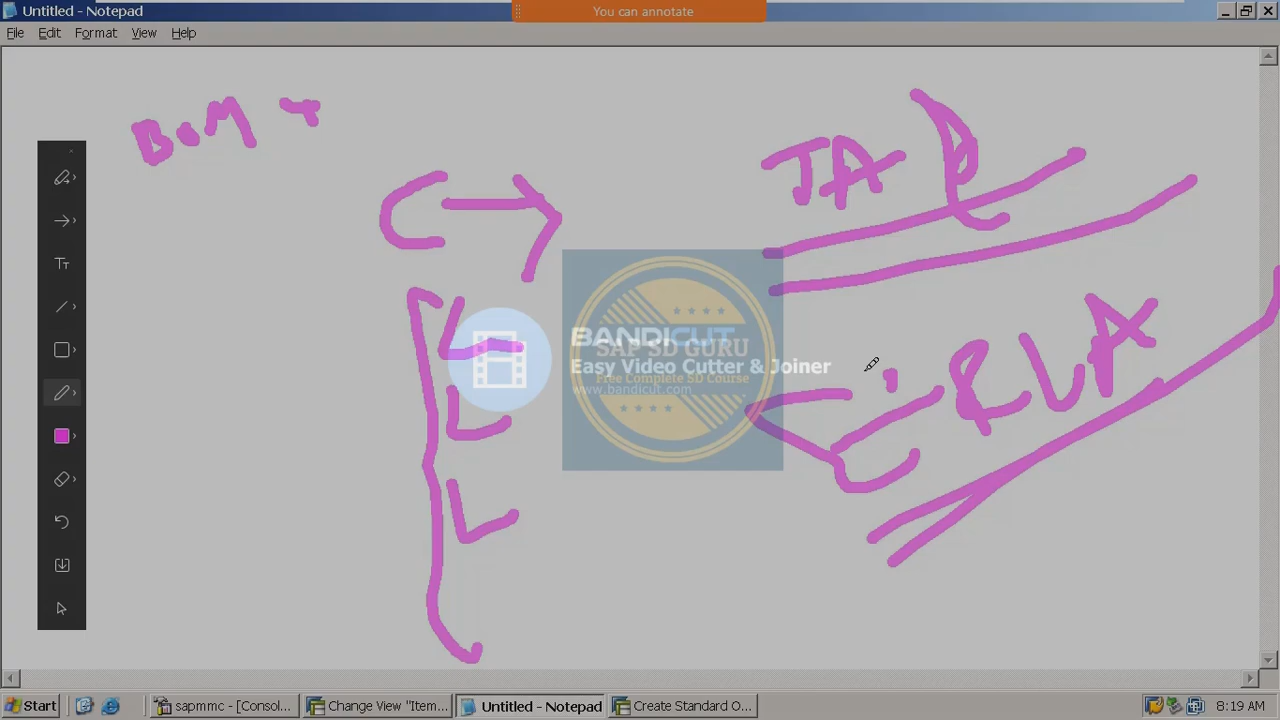 Untitled - Notepad
You can annotate
File Edit Format View Help
BOM
TAP
C
L
L
L
ELLA
BANDICUT
SAP SD GURU
Easy Video Cutter & Joiner
Free Complete SD Course
www.bandicut.com
Start
sapmmc - [Consol...
Change View "Item...
Untitled - Notepad
Create Standard O...
8:19 AM